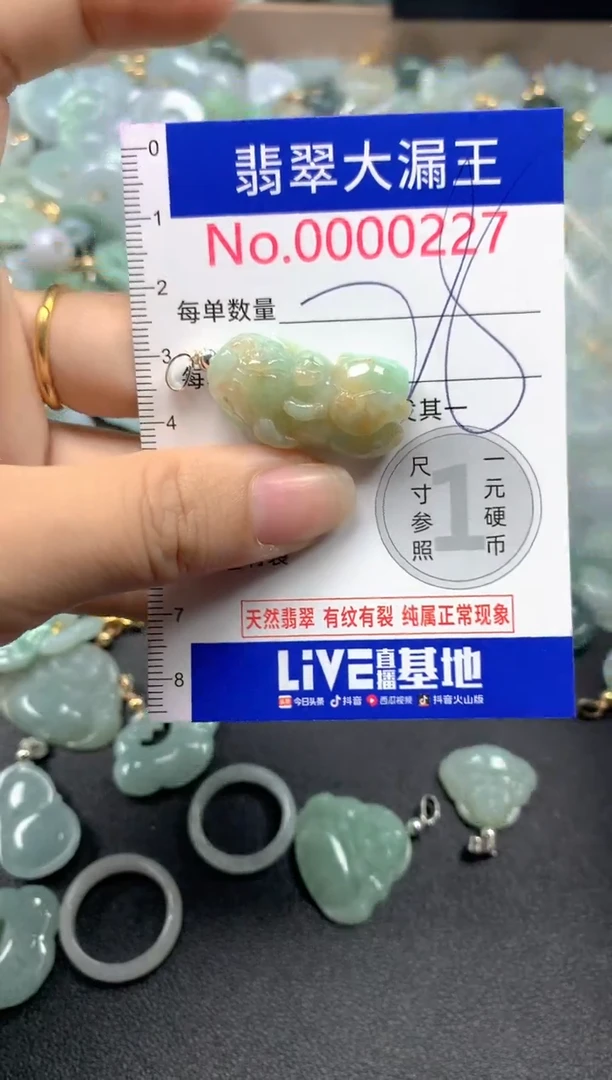 0
翡翠大漏王
1
No.0000227
2
每单数量
3
每
4
其一
尺寸参照
1
一元硬币
7
天然翡翠 有纹有裂 纯属正常现象
8
LiVE直播基地
今日头条 抖音 西瓜视频 抖音火山版